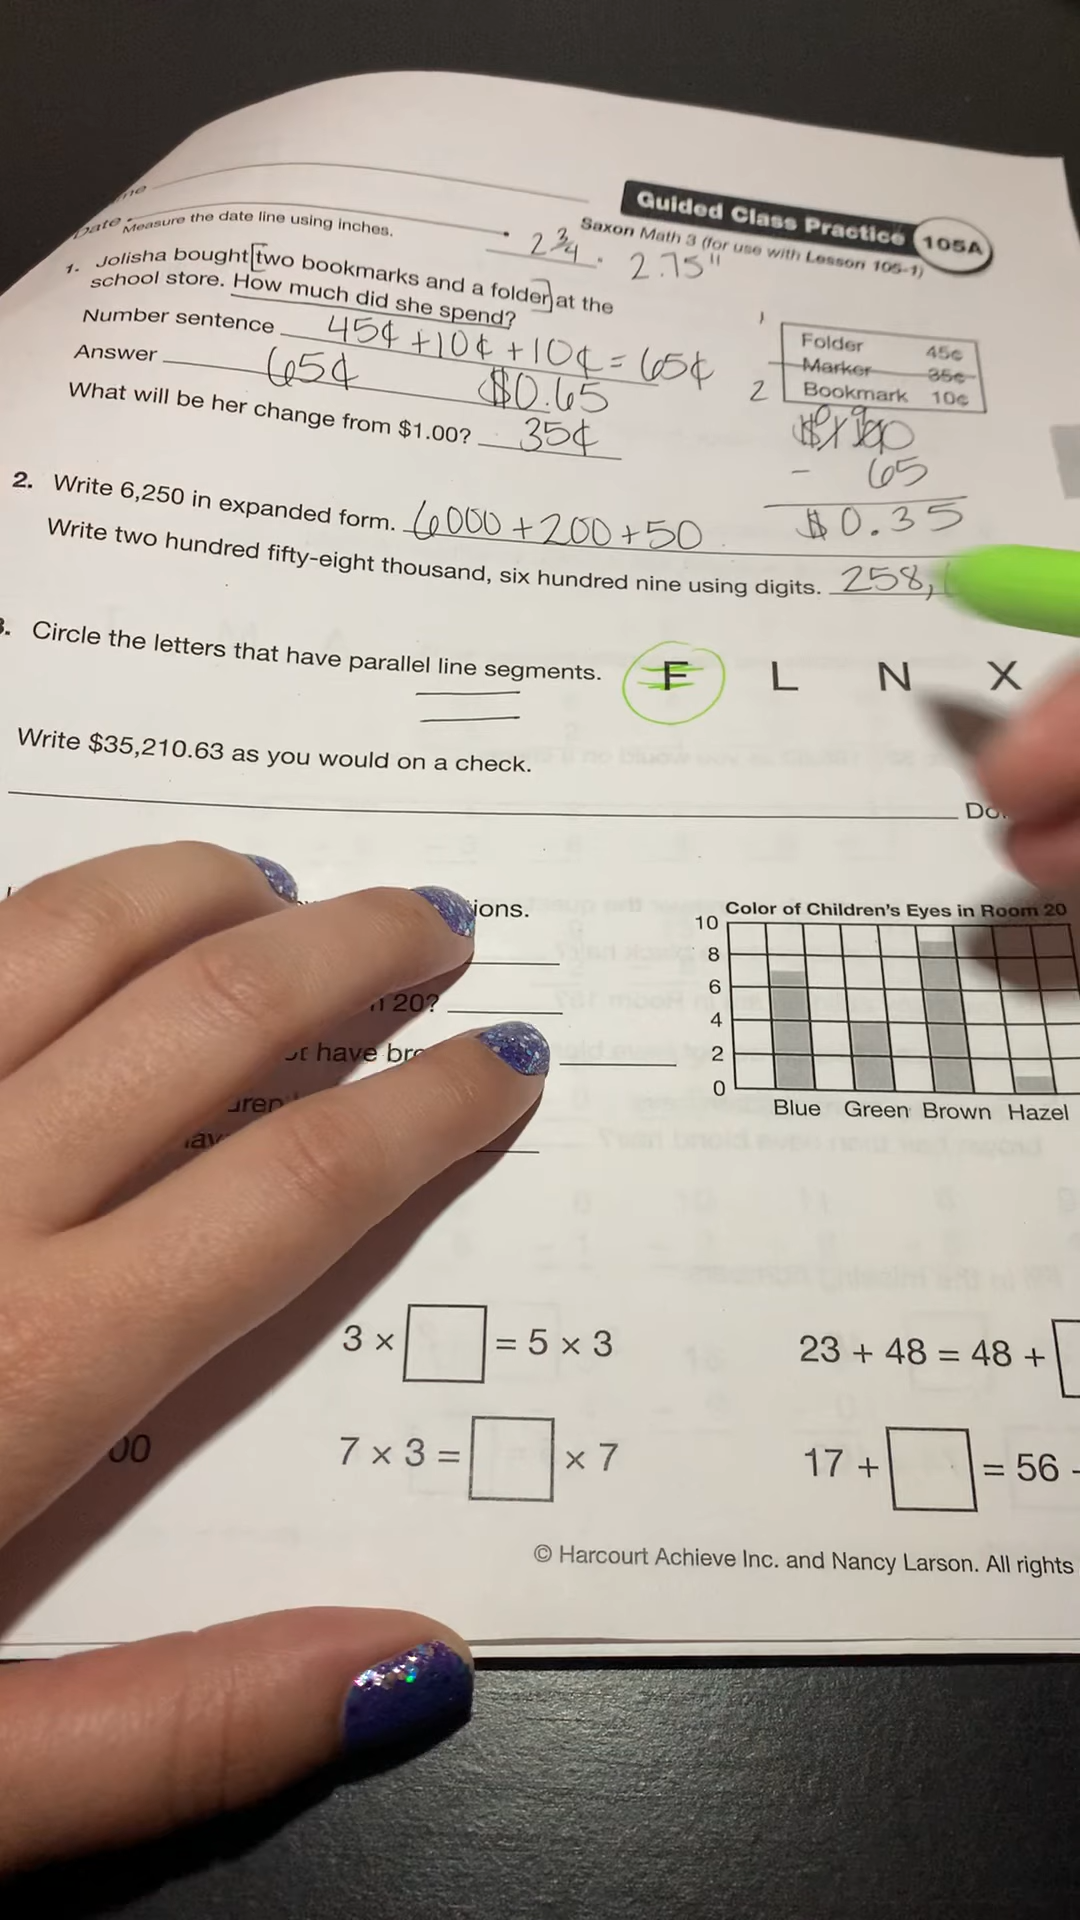 Guided Class Practice 105A
Saxon Math 3 (for use with Lesson 105-1)
Measure the date line using inches. 2 3/4 . 2.75"
1. Jolisha bought two bookmarks and a folder at the
school store. How much did she spend?
Number sentence 45¢ + 10¢ + 10¢ = 65¢
Answer 65¢ $0.65
What will be her change from $1.00? 35¢
1 Folder 45¢
Marker 35¢
2 Bookmark 10¢
- 65
$0.35
2. Write 6,250 in expanded form. 6000 + 200 + 50
Write two hundred fifty-eight thousand, six hundred nine using digits. 258,
3. Circle the letters that have parallel line segments. F L N X
Write $35,210.63 as you would on a check.
20?
have
Color of Children's Eyes in Room 20
10
8
6
4
2
0
Blue Green Brown Hazel
3 × = 5 × 3
23 + 48 = 48 +
00
7 × 3 = × 7
17 + = 56
© Harcourt Achieve Inc. and Nancy Larson. All rights